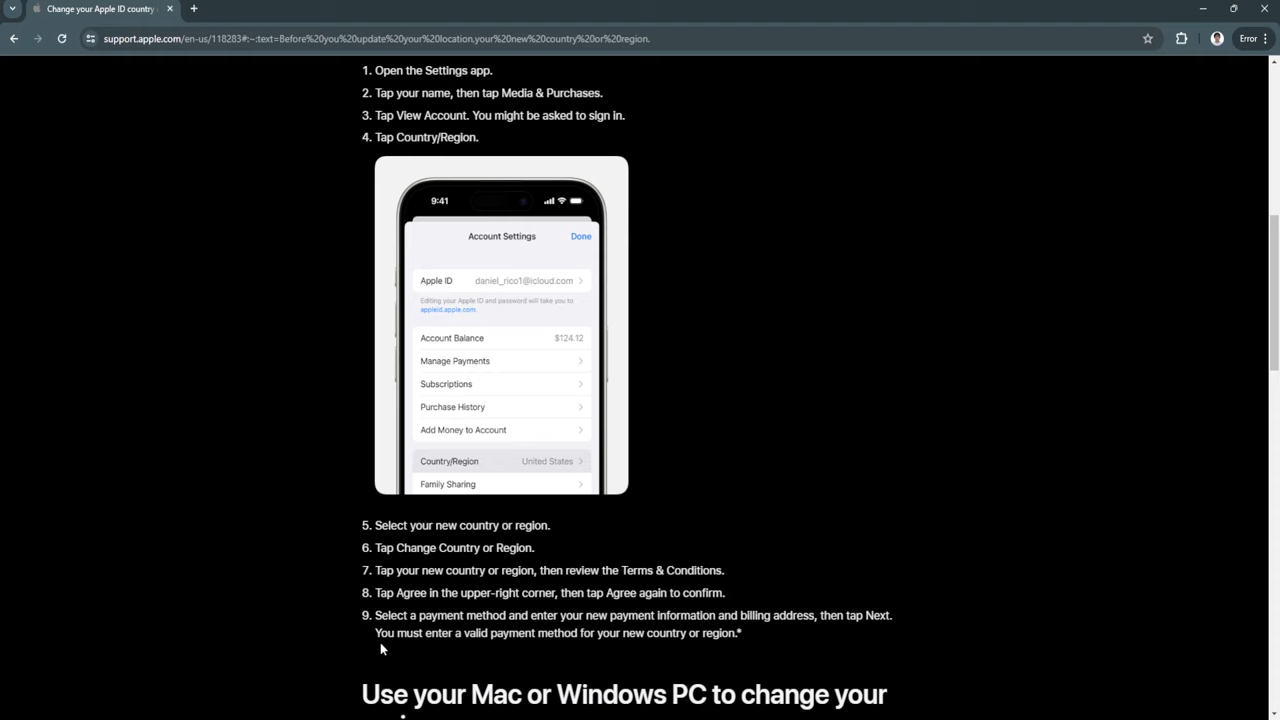 Change your Apple ID country
support.apple.com/en-us/118283#:~:text=Before%20you%20update%20your%20location,your%20new%20country%20or%20region.
Error
1. Open the Settings app.
2. Tap your name, then tap Media & Purchases.
3. Tap View Account. You might be asked to sign in.
4. Tap Country/Region.
9:41
Account Settings
Done
Apple ID daniel_rico1@icloud.com
Editing your Apple ID and password will take you to
appleid.apple.com.
Account Balance $124.12
Manage Payments
Subscriptions
Purchase History
Add Money to Account
Country/Region United States
Family Sharing
5. Select your new country or region.
6. Tap Change Country or Region.
7. Tap your new country or region, then review the Terms & Conditions.
8. Tap Agree in the upper-right corner, then tap Agree again to confirm.
9. Select a payment method and enter your new payment information and billing address, then tap Next.
You must enter a valid payment method for your new country or region.*
Use your Mac or Windows PC to change your